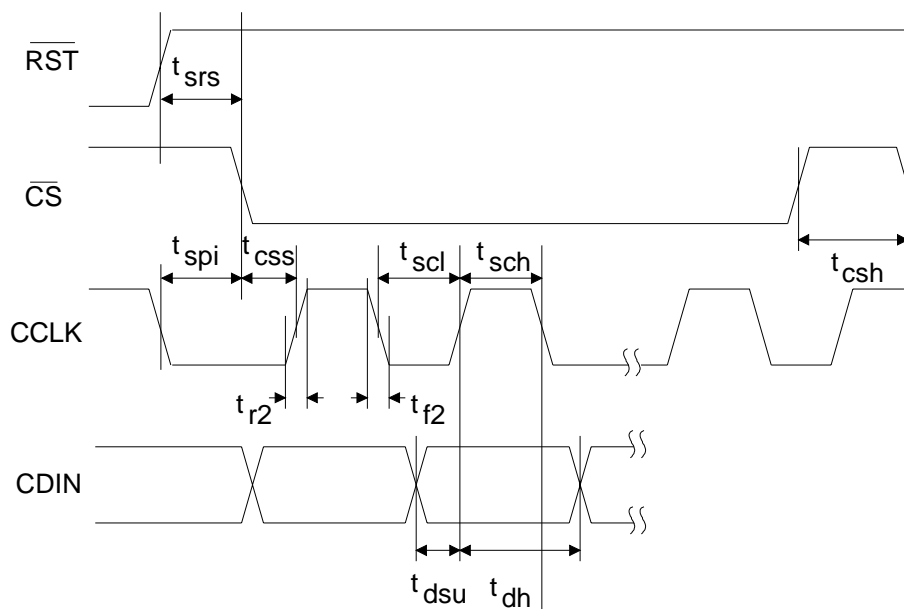 RST
t srs
CS
t spi
t css
t scl
t sch
t csh
CCLK
t r2
t f2
CDIN
t dsu
t dh